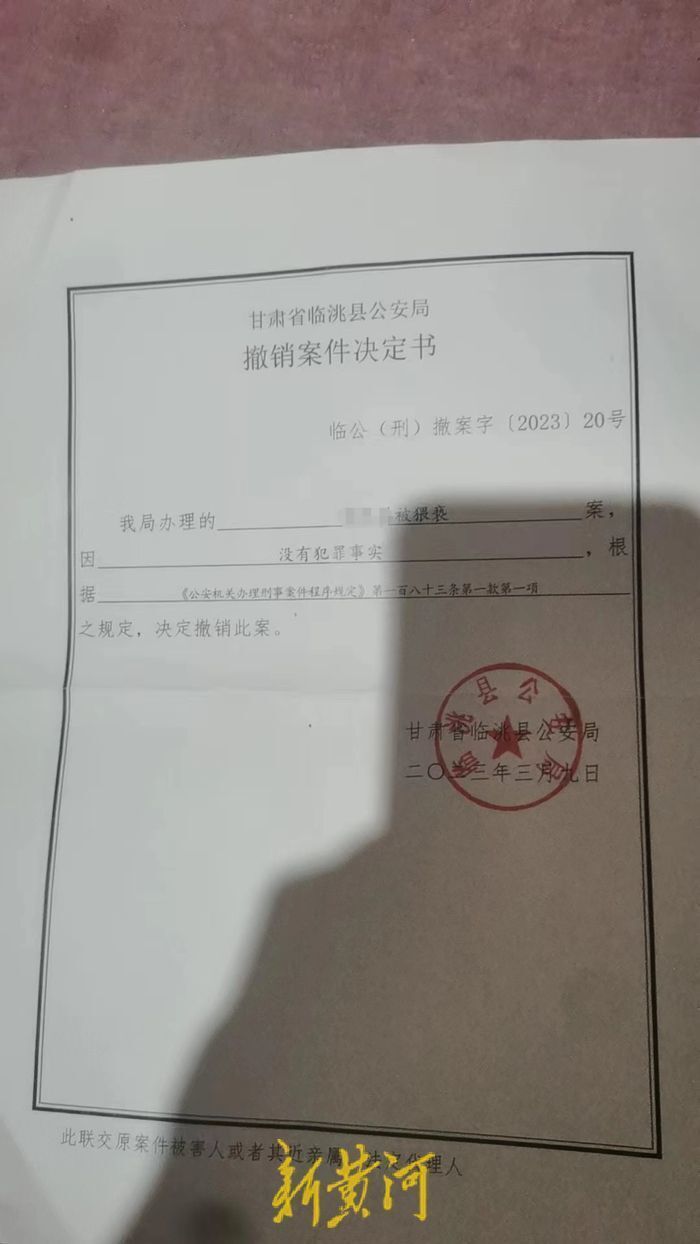 甘肃省临洮县公安局
撤销案件决定书
临公（刑）撤案字〔2023〕20号
我局办理的 被猥亵 案，
因 没有犯罪事实 ，根
据 《公安机关办理刑事案件程序规定》第一百八十三条第一款第一项
之规定，决定撤销此案。
临洮县公安局
甘肃省临洮县公安局
二〇二三年三月九日
此联交原案件被害人或者其近亲属 法定代理人
新黄河